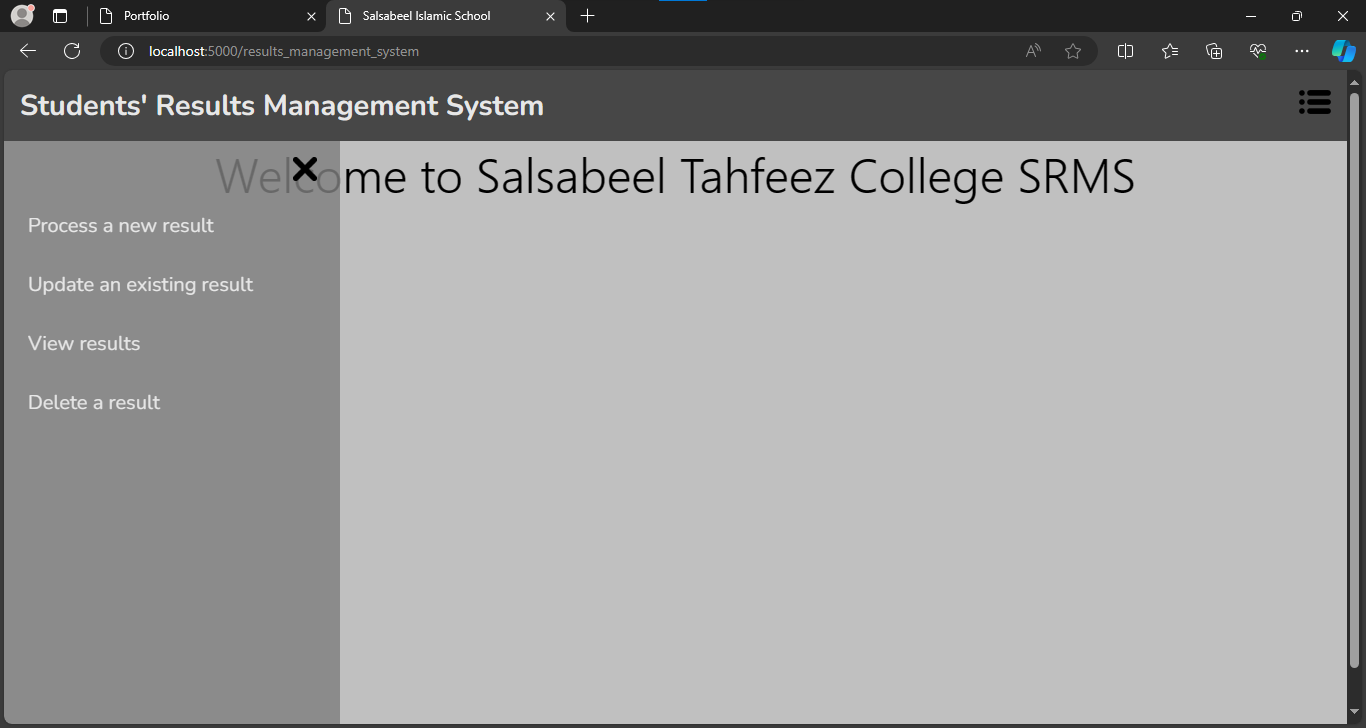 Portfolio
Salsabeel Islamic School
localhost:5000/results_management_system
Students' Results Management System
Welcome to Salsabeel Tahfeez College SRMS
Process a new result
Update an existing result
View results
Delete a result